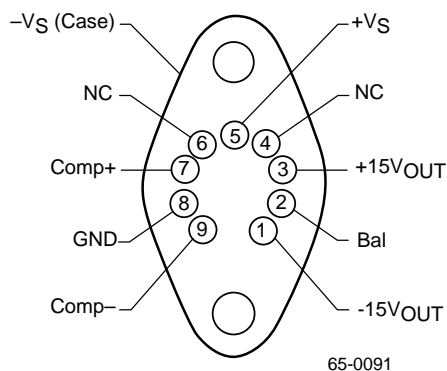 –VS (Case)
+VS
NC
NC
5
6
4
Comp+
7
3
+15VOUT
8
2
GND
9
1
Bal
Comp–
-15VOUT
65-0091